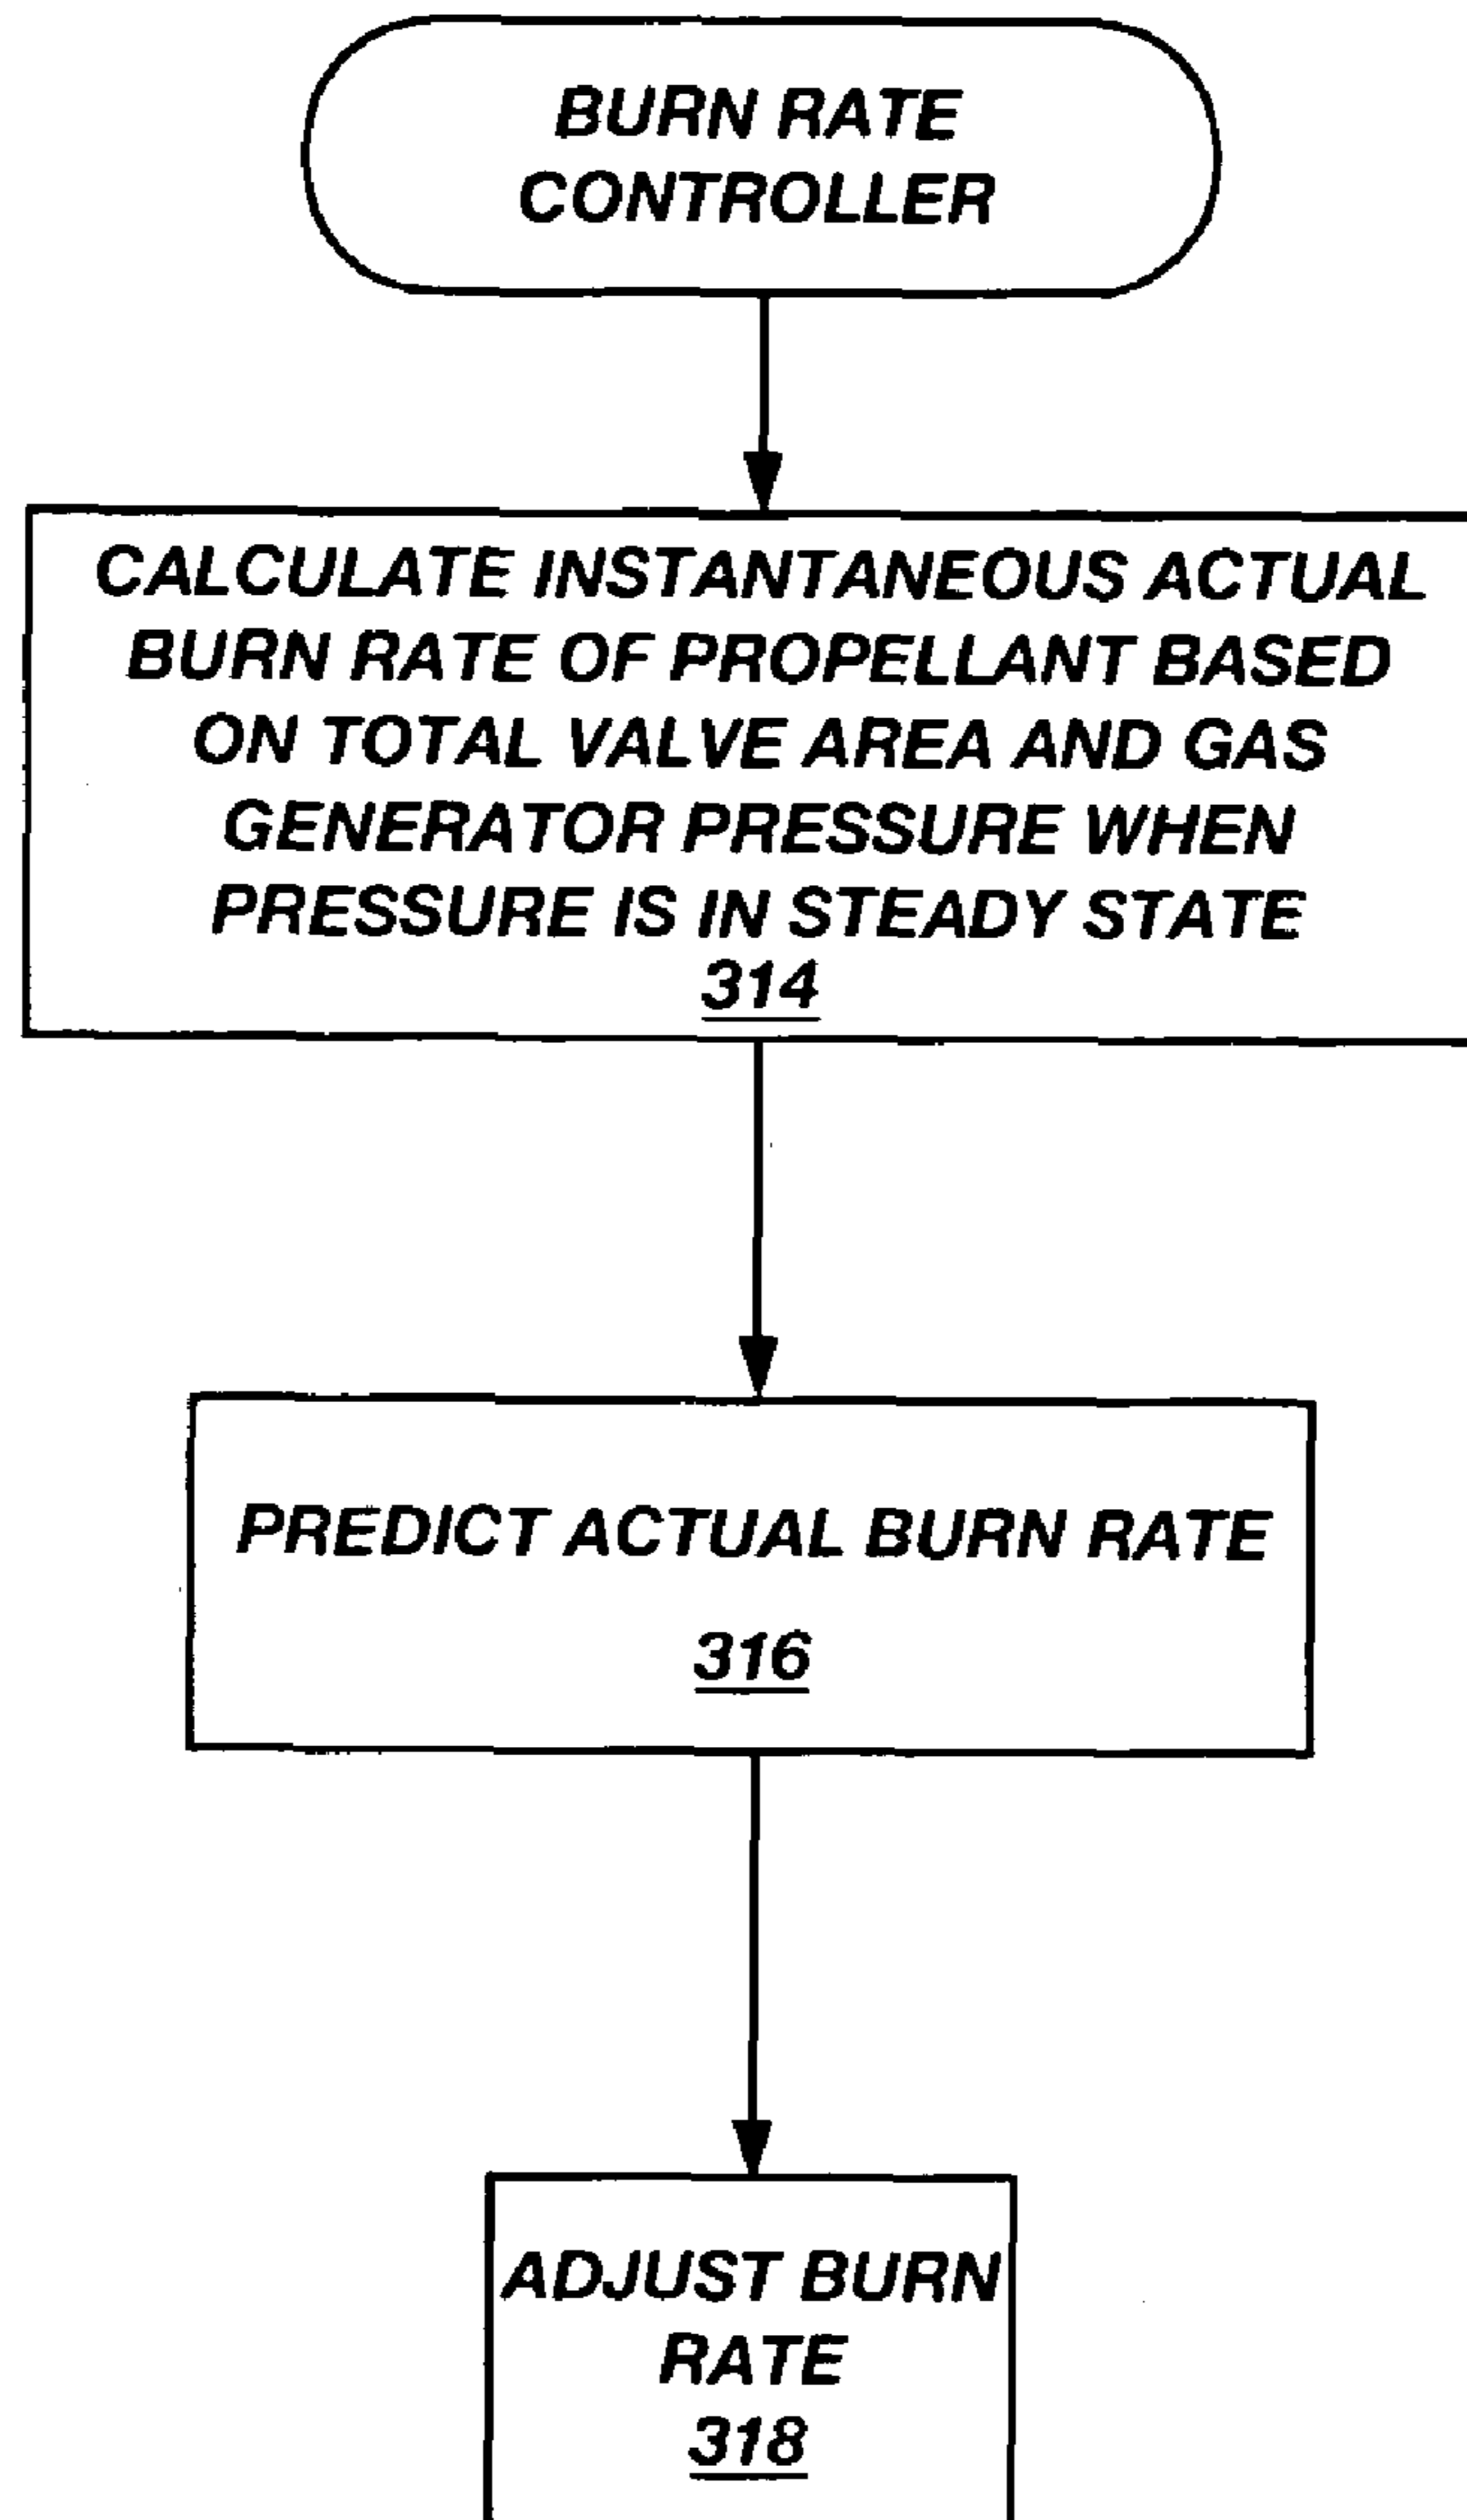 BURN RATE
CONTROLLER
CALCULATE INSTANTANEOUS ACTUAL
BURN RATE OF PROPELLANT BASED
ON TOTAL VALVE AREA AND GAS
GENERATOR PRESSURE WHEN
PRESSURE IS IN STEADY STATE
314
PREDICT ACTUAL BURN RATE
316
ADJUST BURN
RATE
318